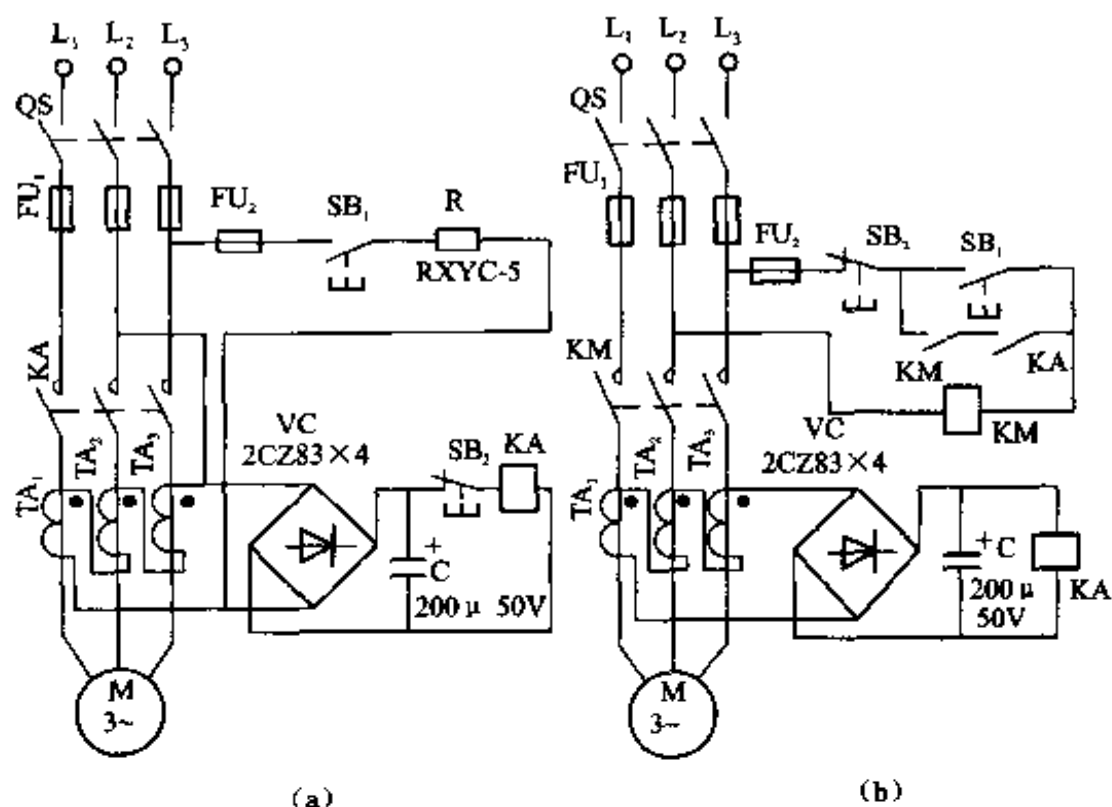 L₁ L₂ L₃
QS
FU₁
FU₂ SB₁ R
RXYC-5
KA
TA₁ TA₂ TA₃
VC
2CZ83×4
SB₂ KA
+
C
200μ 50V
M
3~
(a)
L₁ L₂ L₃
QS
FU₁
FU₂ SB₂ SB₁
KM KA
KM
KM
TA₁ TA₂ TA₃
VC
2CZ83×4
+C
200μ
50V
KA
M
3~
(b)